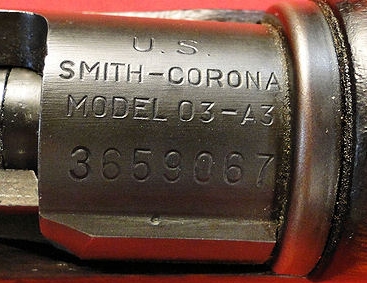 U.S.
SMITH-CORONA
MODEL 03-A3
3659067